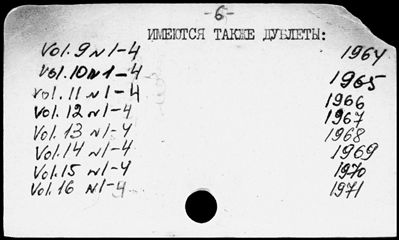 -6-
ИМЕЮТСЯ ТАКЖЕ ДУБЛЕТЫ:
Vol. 9 N 1-4 1964
Vol. 10 N 1-4 1965
Vol. 11 N 1-4 1966
Vol. 12 N 1-4 1967
Vol. 13 N 1-4 1968
Vol. 14 N 1-4 1969
Vol. 15 N 1-4 1970
Vol. 16 N 1-4 1971